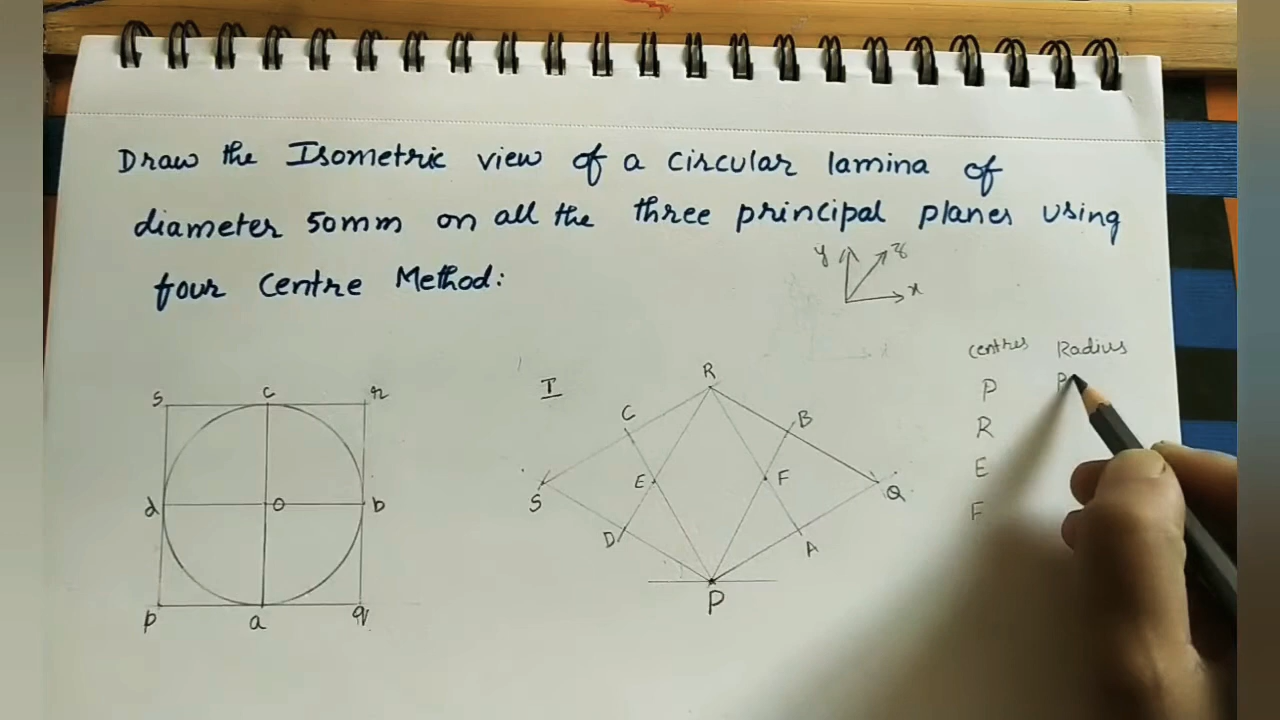 Draw the Isometric view of a circular lamina of
diameter 50mm on all the three principal planes using
four Centre Method:
y z
x
Centres Radius
P P
R
E
F
I
s c r
d o b
p a q
R
C B
S E F Q
D A
P